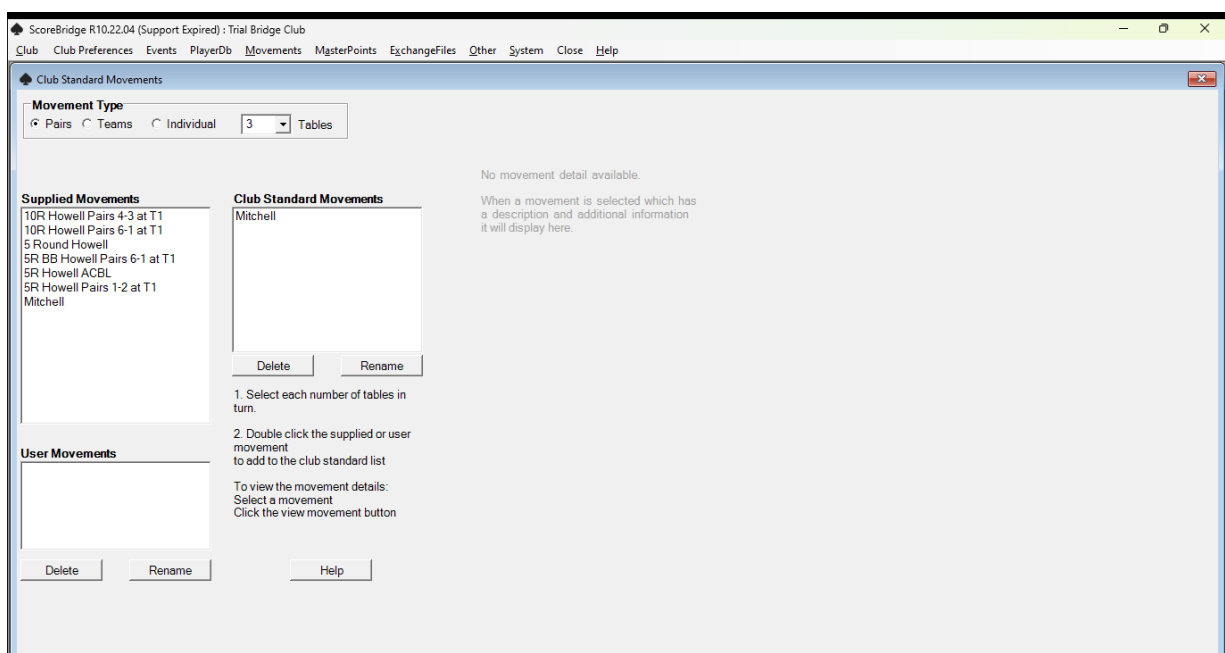 ScoreBridge R10.22.04 (Support Expired) : Trial Bridge Club
Club Club Preferences Events PlayerDb Movements MasterPoints ExchangeFiles Other System Close Help
Club Standard Movements
Movement Type
Pairs Teams Individual 3 Tables
No movement detail available.
When a movement is selected which has
a description and additional information
it will display here.
Supplied Movements
10R Howell Pairs 4-3 at T1
10R Howell Pairs 6-1 at T1
5 Round Howell
5R BB Howell Pairs 6-1 at T1
5R Howell ACBL
5R Howell Pairs 1-2 at T1
Mitchell
Club Standard Movements
Mitchell
Delete Rename
1. Select each number of tables in
turn.
2. Double click the supplied or user
movement
to add to the club standard list
To view the movement details:
Select a movement
Click the view movement button
User Movements
Delete Rename Help